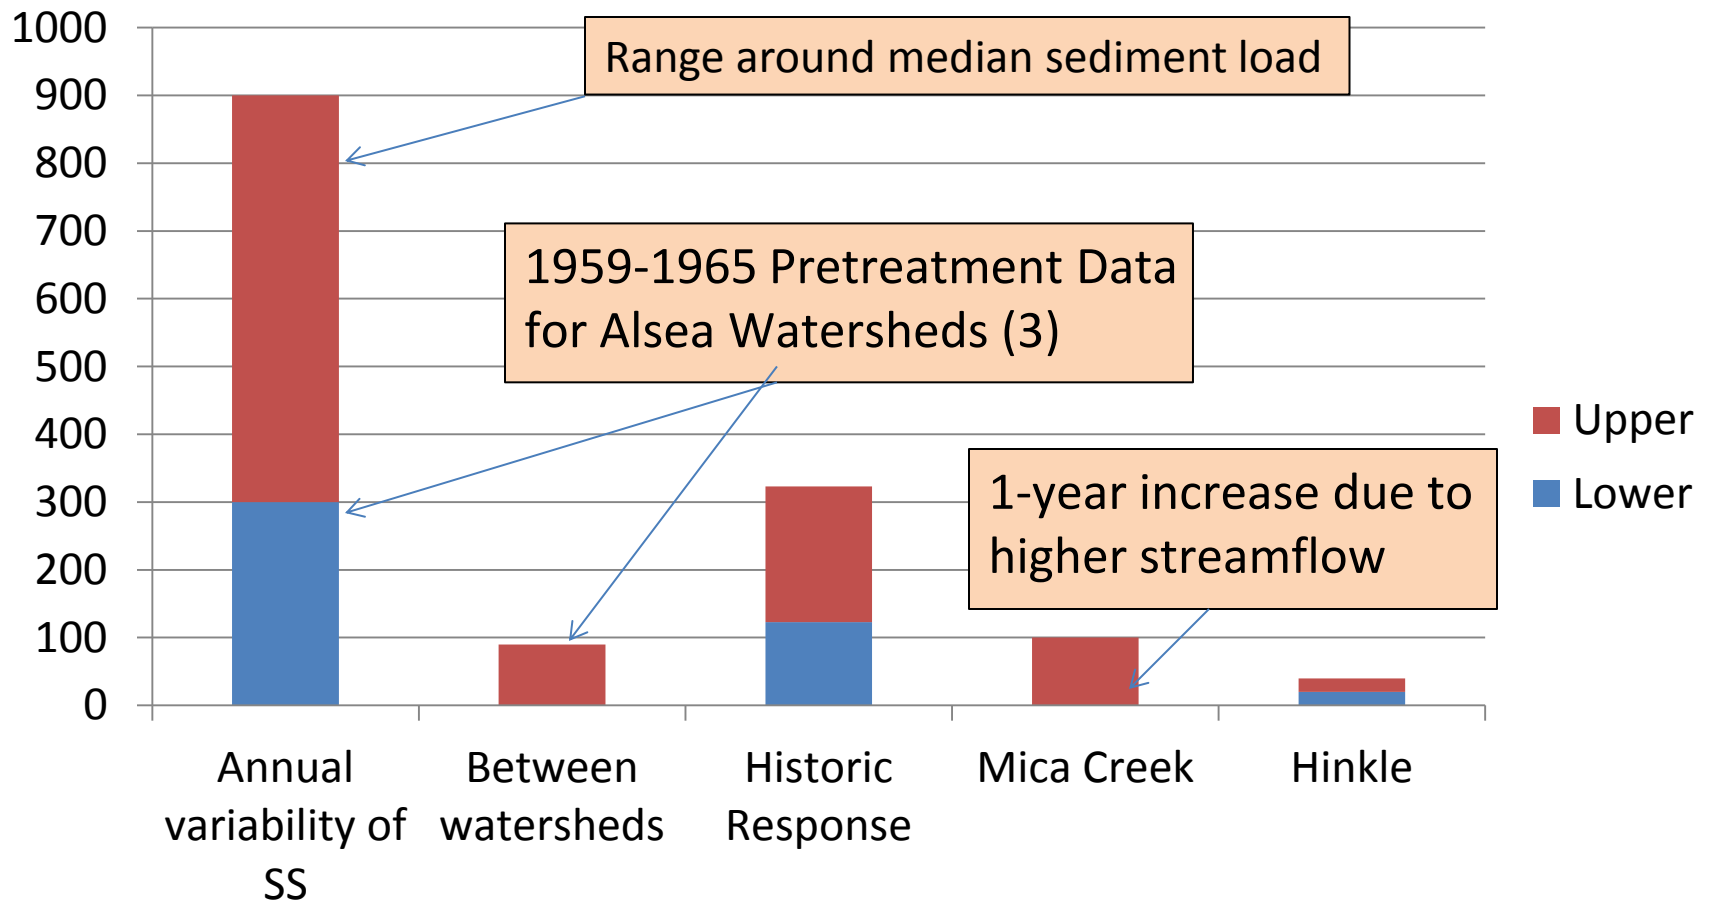 1000
900
800
700
600
500
400
300
200
100
0
Range around median sediment load
1959-1965 Pretreatment Data
for Alsea Watersheds (3)
1-year increase due to
higher streamflow
Upper
Lower
Annual
variability of
SS
Between
watersheds
Historic
Response
Mica Creek
Hinkle